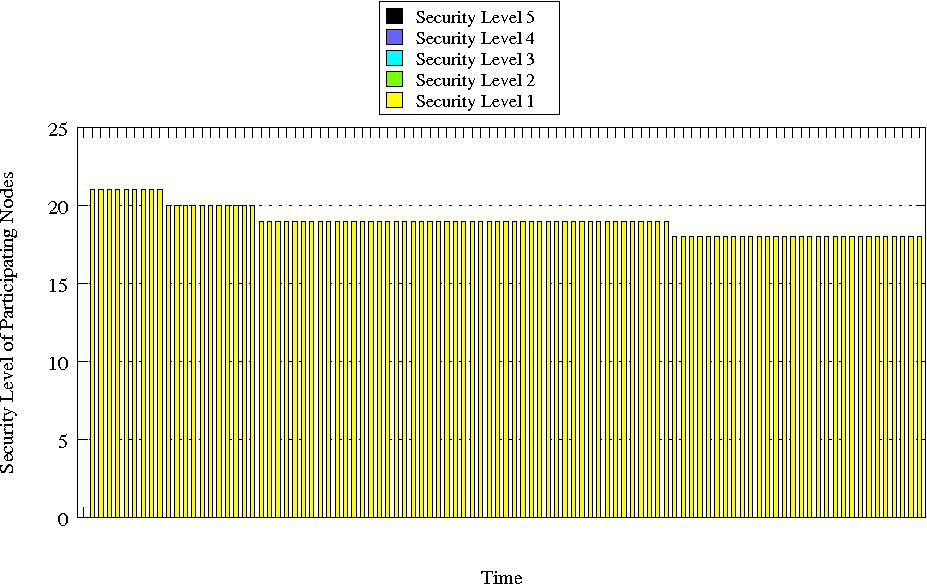 Security Level 5
Security Level 4
Security Level 3
Security Level 2
Security Level 1
Security Level of Participating Nodes
25
20
15
10
5
0
Time